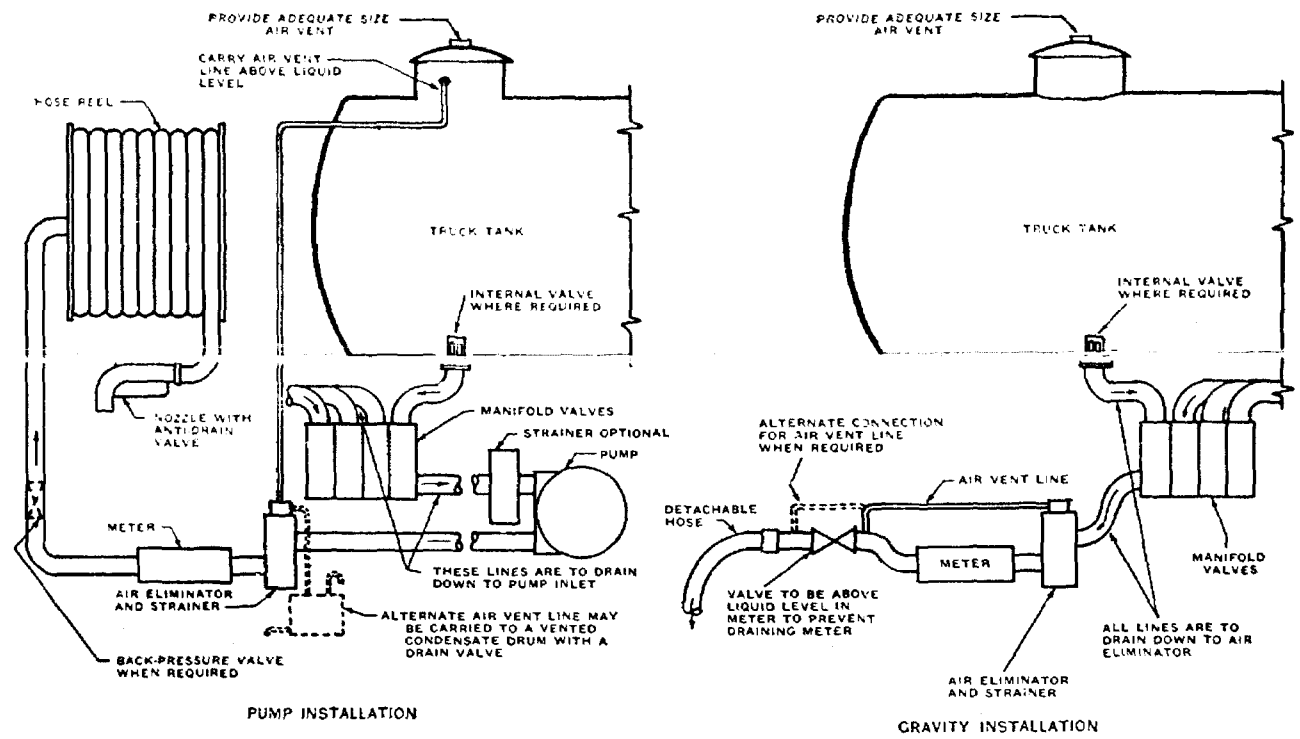 PROVIDE ADEQUATE SIZE
AIR VENT
CARRY AIR VENT
LINE ABOVE LIQUID
LEVEL
HOSE REEL
TRUCK TANK
INTERNAL VALVE
WHERE REQUIRED
NOZZLE WITH
ANTI-DRAIN
VALVE
MANIFOLD VALVES
STRAINER OPTIONAL
PUMP
METER
THESE LINES ARE TO DRAIN
DOWN TO PUMP INLET
AIR ELIMINATOR
AND STRAINER
ALTERNATE AIR VENT LINE MAY
BE CARRIED TO A VENTED
CONDENSATE DRUM WITH A
DRAIN VALVE
BACK-PRESSURE VALVE
WHEN REQUIRED
PUMP INSTALLATION
PROVIDE ADEQUATE SIZE
AIR VENT
TRUCK TANK
INTERNAL VALVE
WHERE REQUIRED
ALTERNATE CONNECTION
FOR AIR VENT LINE
WHEN REQUIRED
AIR VENT LINE
DETACHABLE
HOSE
METER
MANIFOLD
VALVES
VALVE TO BE ABOVE
LIQUID LEVEL IN
METER TO PREVENT
DRAINING METER
ALL LINES ARE TO
DRAIN DOWN TO AIR
ELIMINATOR
AIR ELIMINATOR
AND STRAINER
GRAVITY INSTALLATION